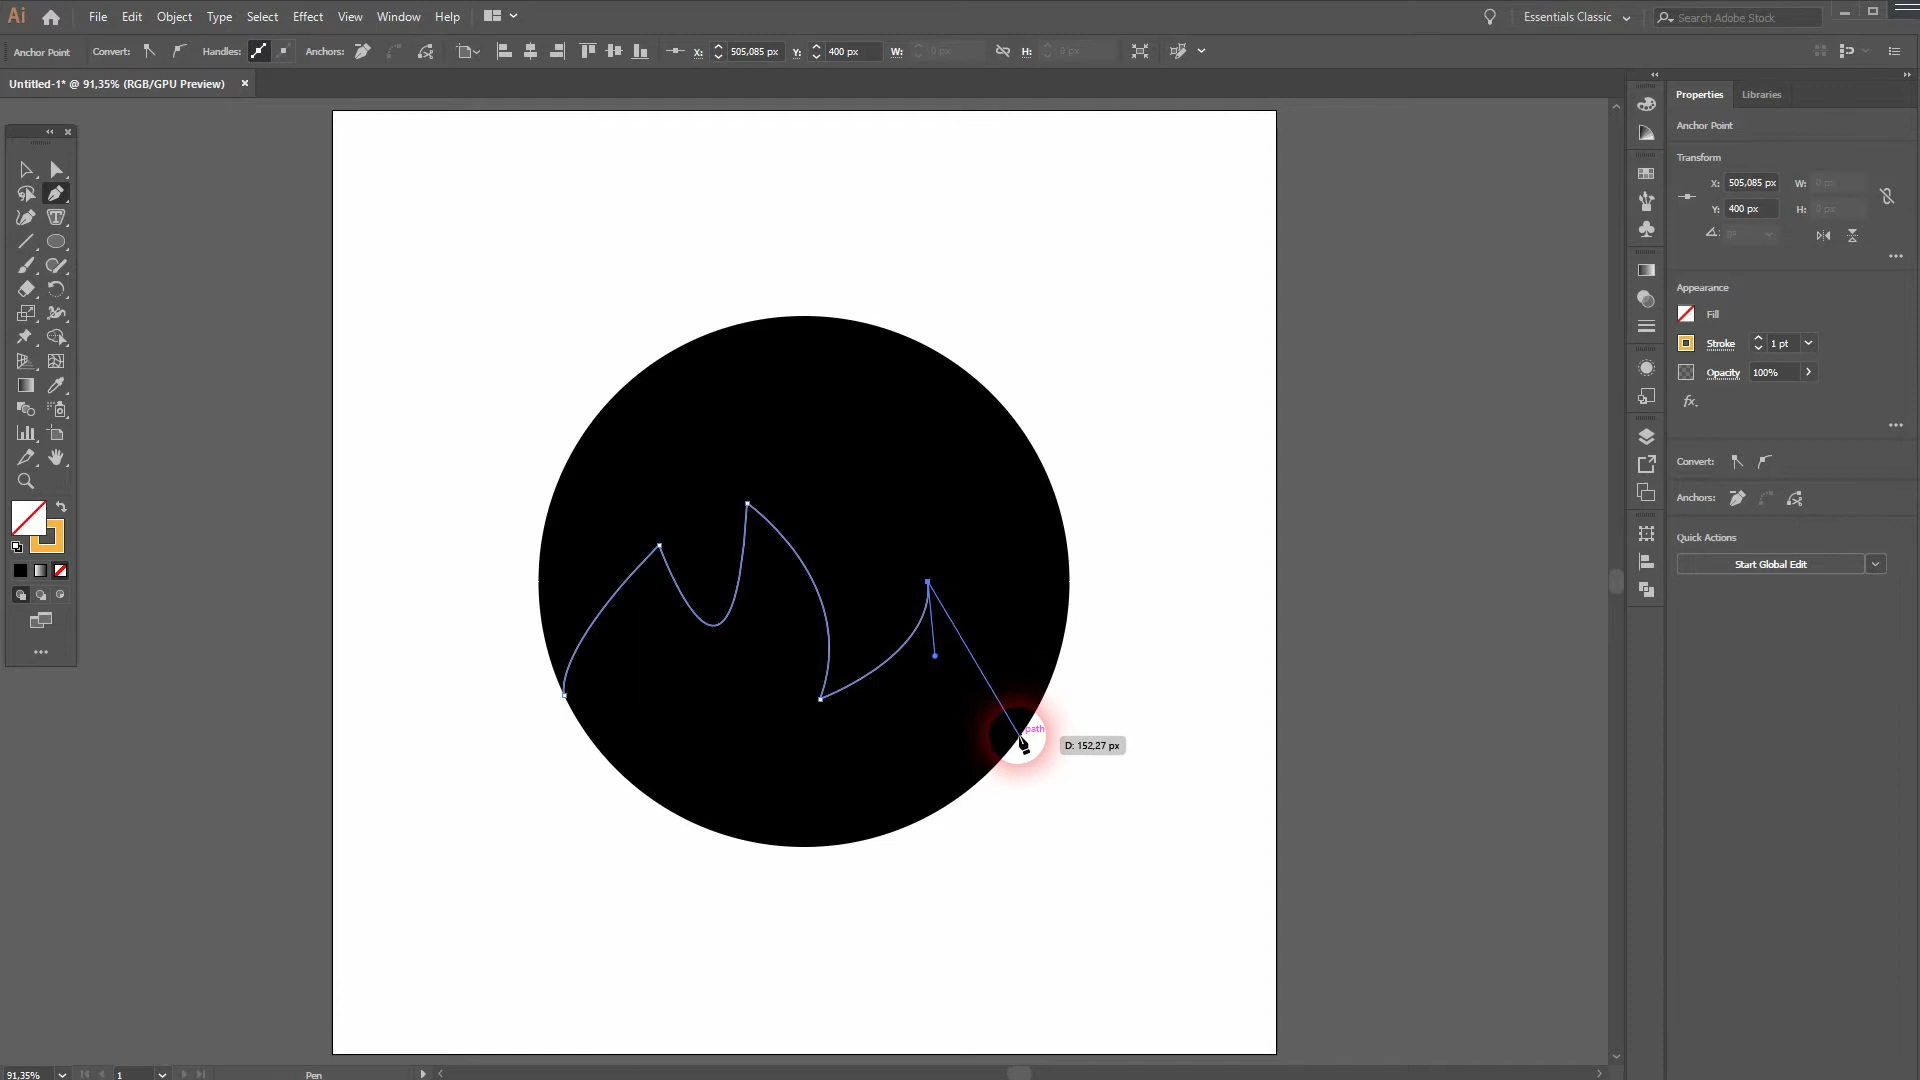 Ai File Edit Object Type Select Effect View Window Help Essentials Classic Search Adobe Stock
Anchor Point Convert: Handles: Anchors: X: 505,085 px Y: 400 px W: 0 px H: 0 px
Untitled-1* @ 91,35% (RGB/GPU Preview)
Properties Libraries
Anchor Point
Transform
X: 505,085 px W: 0 px
Y: 400 px H: 0 px
0°
Appearance
Fill
Stroke 1 pt
Opacity 100%
fx.
Convert:
Anchors:
Quick Actions
Start Global Edit
path
D: 152,27 px
91,35% 1 Pen